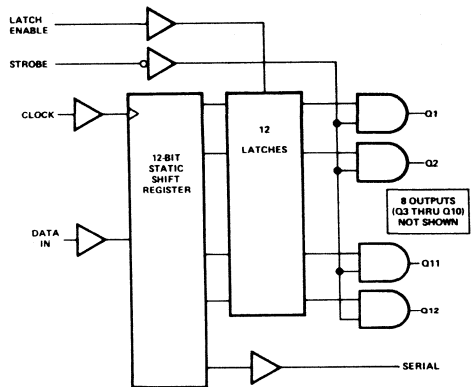 LATCH
ENABLE
STROBE
CLOCK
DATA
IN
12-BIT
STATIC
SHIFT
REGISTER
12
LATCHES
Q1
Q2
8 OUTPUTS
(Q3 THRU Q10)
NOT SHOWN
Q11
Q12
SERIAL